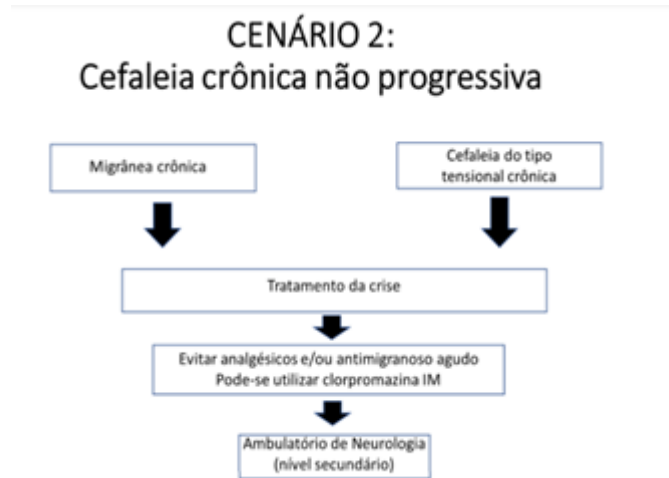 CENÁRIO 2:
Cefaleia crônica não progressiva
Migrânea crônica
Cefaleia do tipo
tensional crônica
Tratamento da crise
Evitar analgésicos e/ou antimigranoso agudo
Pode-se utilizar clorpromazina IM
Ambulatório de Neurologia
(nível secundário)